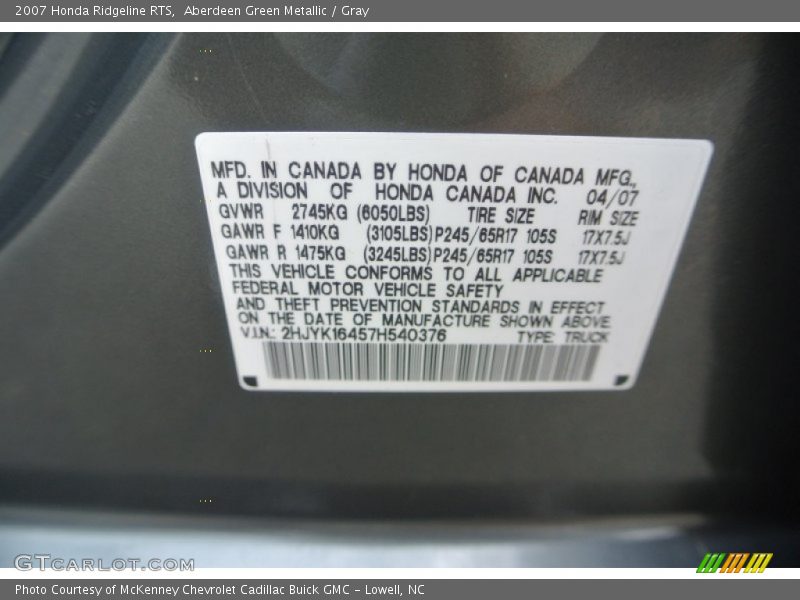 2007 Honda Ridgeline RTS, Aberdeen Green Metallic / Gray
MFD. IN CANADA BY HONDA OF CANADA MFG.,
A DIVISION OF HONDA CANADA INC. 04/07
GVWR 2745KG (6050LBS) TIRE SIZE RIM SIZE
GAWR F 1410KG (3105LBS) P245/65R17 105S 17X7.5J
GAWR R 1475KG (3245LBS) P245/65R17 105S 17X7.5J
THIS VEHICLE CONFORMS TO ALL APPLICABLE
FEDERAL MOTOR VEHICLE SAFETY
AND THEFT PREVENTION STANDARDS IN EFFECT
ON THE DATE OF MANUFACTURE SHOWN ABOVE.
V.I.N.: 2HJYK16457H540376 TYPE: TRUCK
GTCARLOT.COM
Photo Courtesy of McKenney Chevrolet Cadillac Buick GMC - Lowell, NC